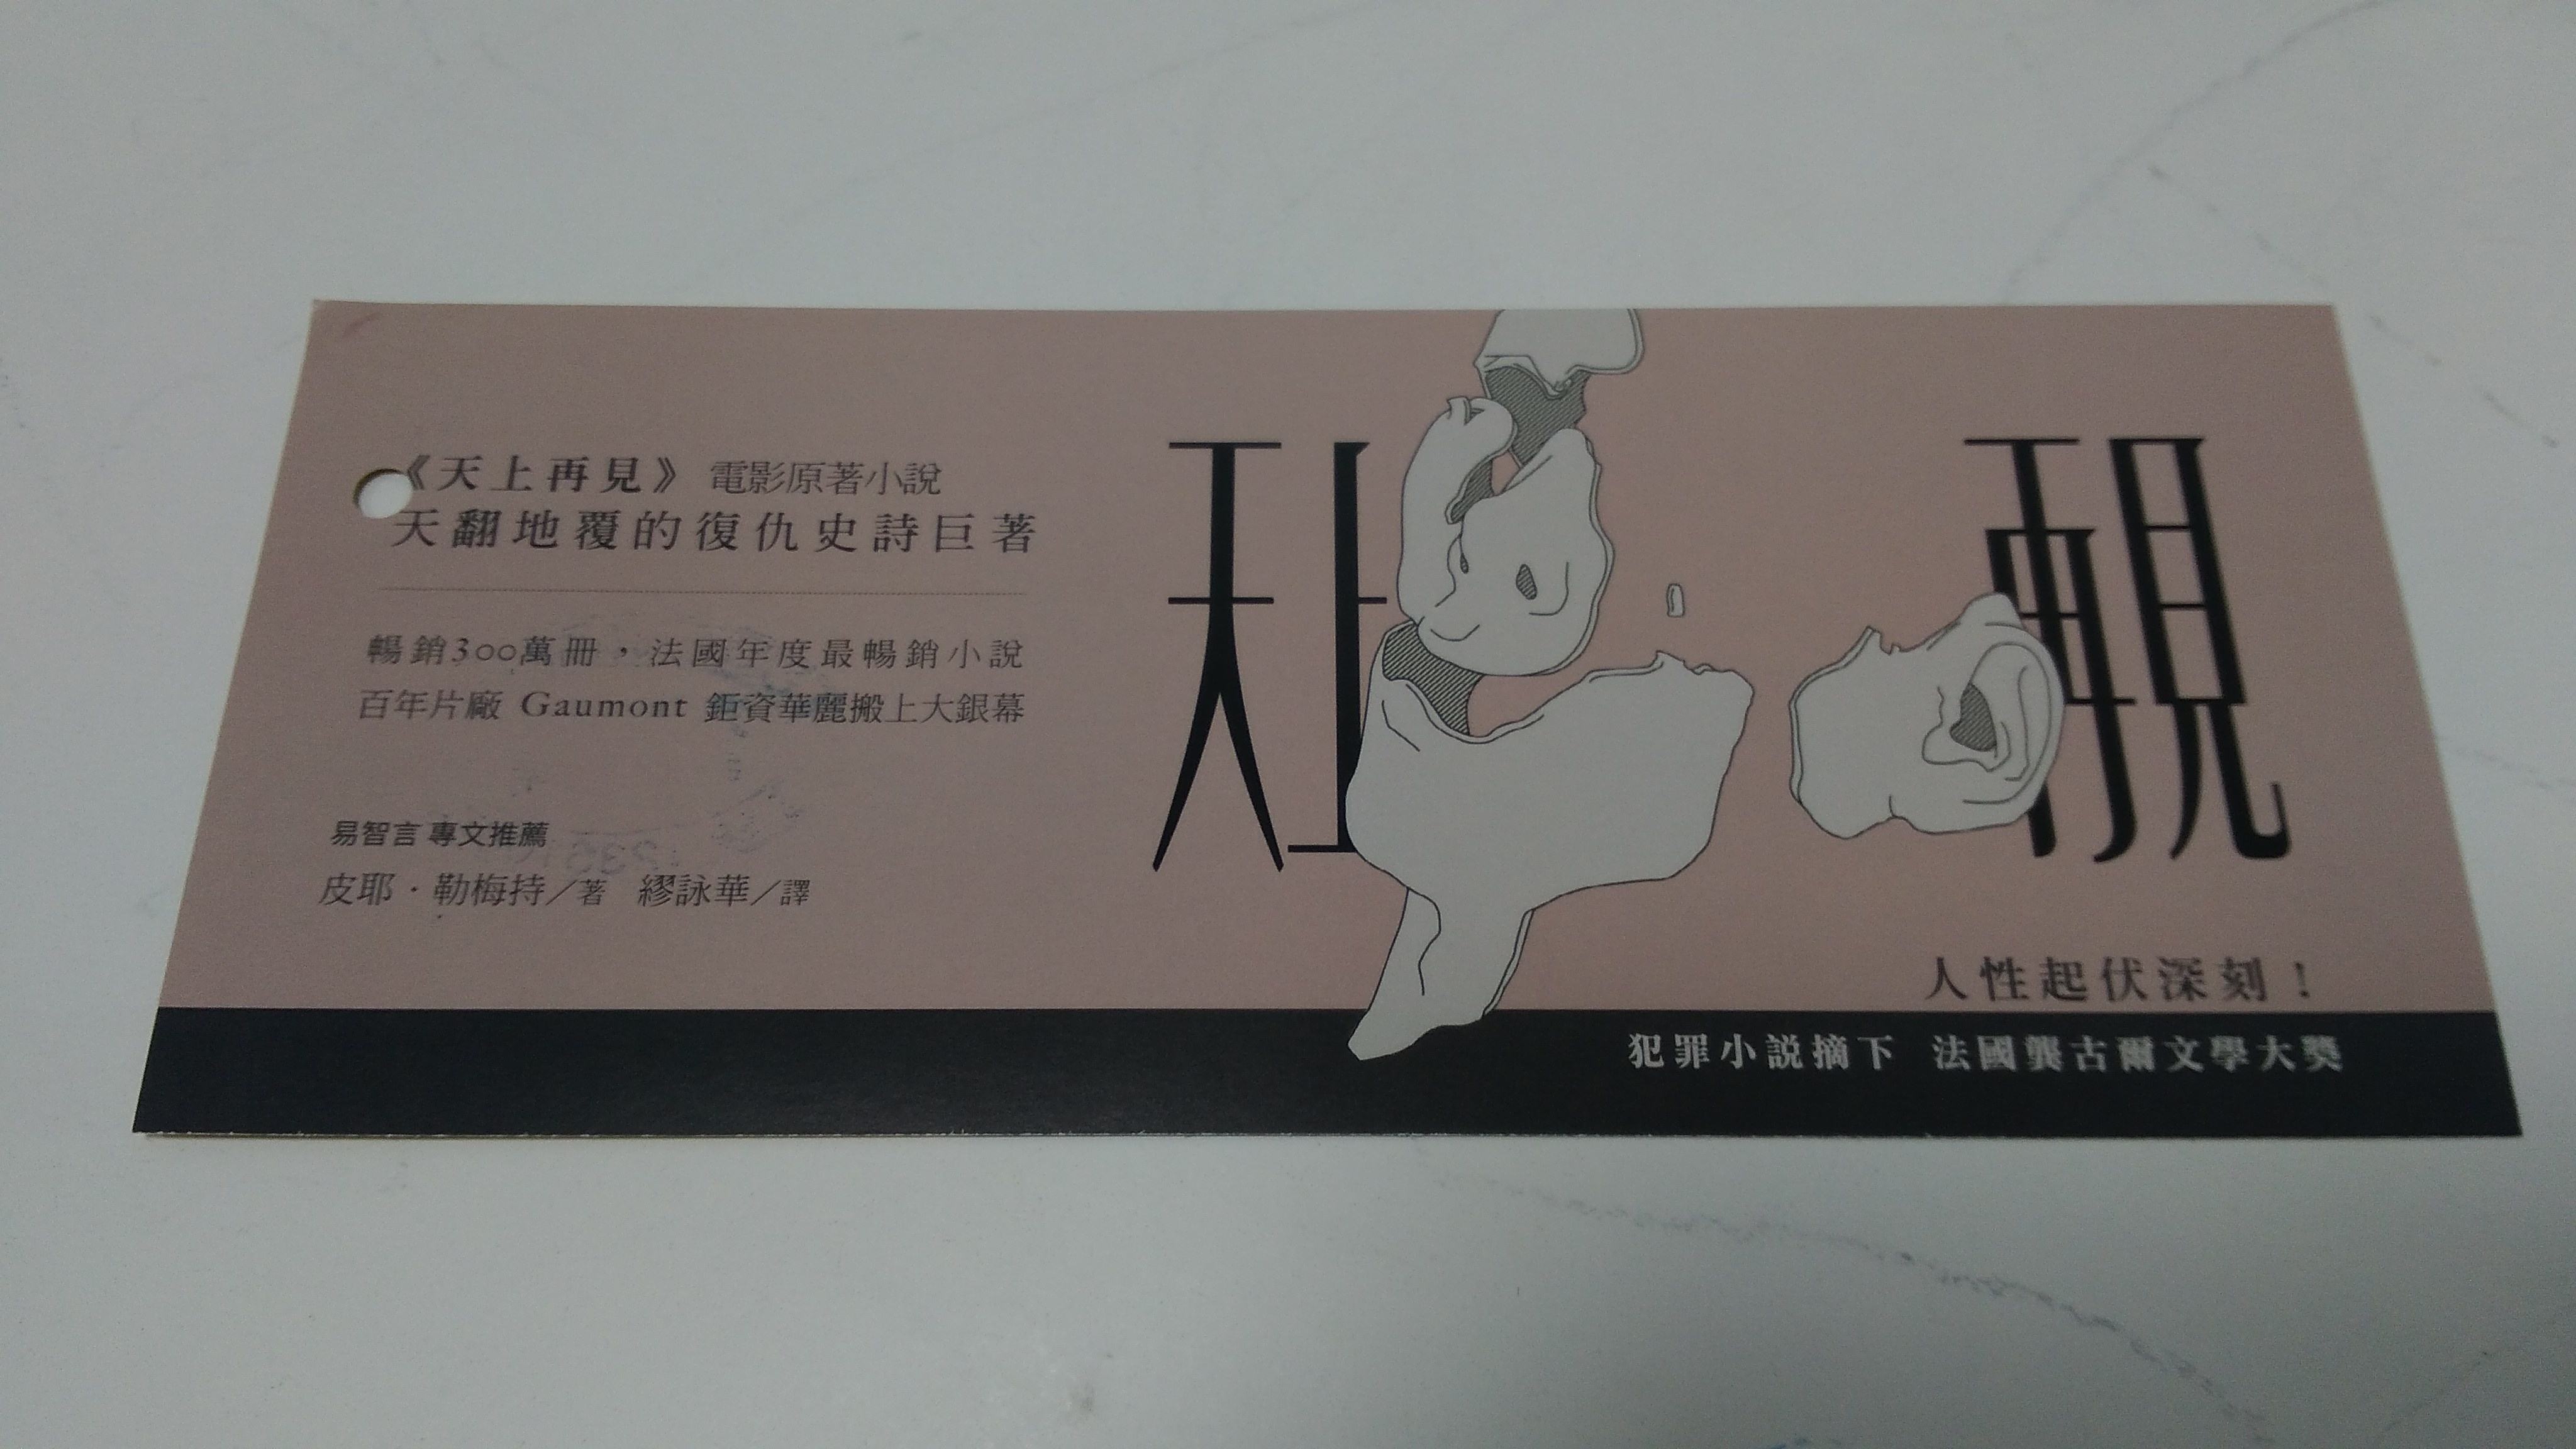 《天上再見》 電影原著小說
天翻地覆的復仇史詩巨著
暢銷300萬冊，法國年度最暢銷小說
百年片廠 Gaumont 鉅資華麗搬上大銀幕
易智言 專文推薦
皮耶·勒梅特／著 繆詠華／譯
天上再見
人性起伏深刻！
犯罪小說摘下 法國龔古爾文學大獎